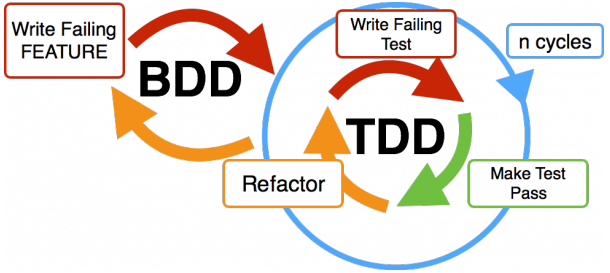 Write Failing
FEATURE
BDD
Write Failing
Test
n cycles
TDD
Refactor
Make Test
Pass